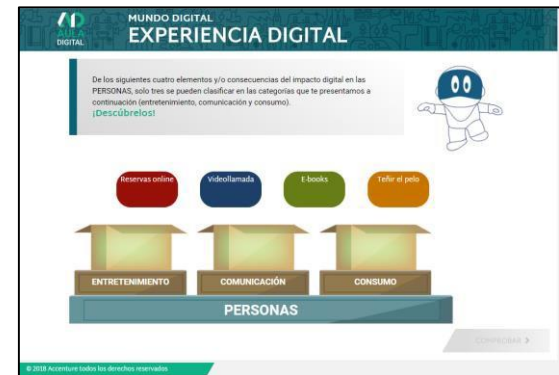 AULA
DIGITAL
MUNDO DIGITAL
EXPERIENCIA DIGITAL
De los siguientes cuatro elementos y/o consecuencias del impacto digital en las
PERSONAS, solo tres se pueden clasificar en las categorías que te presentamos a
continuación (entretenimiento, comunicación y consumo).
¡Descúbrelos!
Reservas online
Videollamada
E-books
Teñir el pelo
ENTRETENIMIENTO
COMUNICACIÓN
CONSUMO
PERSONAS
COMPROBAR
© 2018 Accenture todos los derechos reservados